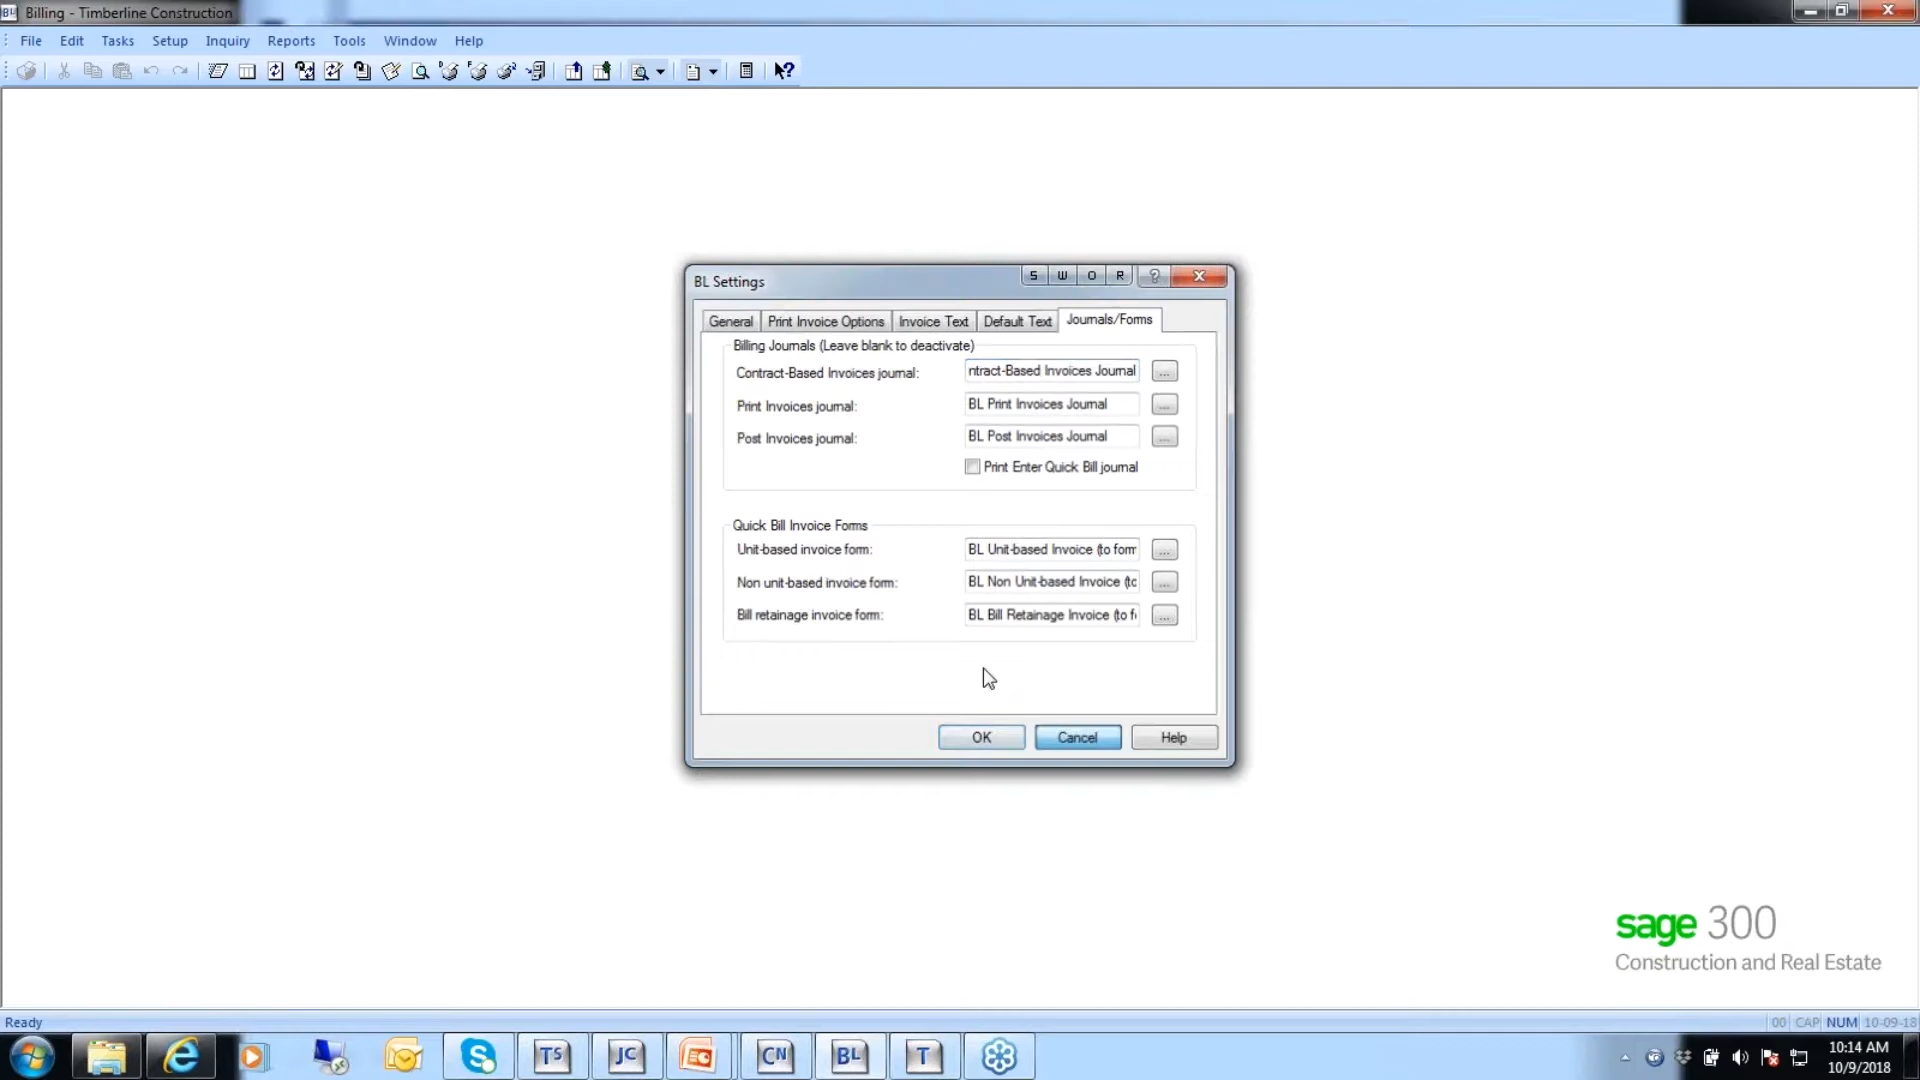 Billing - Timberline Construction
File Edit Tasks Setup Inquiry Reports Tools Window Help
BL Settings
S W O R ?
General Print Invoice Options Invoice Text Default Text Journals/Forms
Billing Journals (Leave blank to deactivate)
Contract-Based Invoices journal: ntract-Based Invoices Journal ...
Print Invoices journal: BL Print Invoices Journal ...
Post Invoices journal: BL Post Invoices Journal ...
Print Enter Quick Bill journal
Quick Bill Invoice Forms
Unit-based invoice form: BL Unit-based Invoice (to form ...
Non unit-based invoice form: BL Non Unit-based Invoice (to ...
Bill retainage invoice form: BL Bill Retainage Invoice (to f ...
OK Cancel Help
sage 300
Construction and Real Estate
Ready 00 CAP NUM 10-09-18
TS JC CN BL T
10:14 AM
10/9/2018